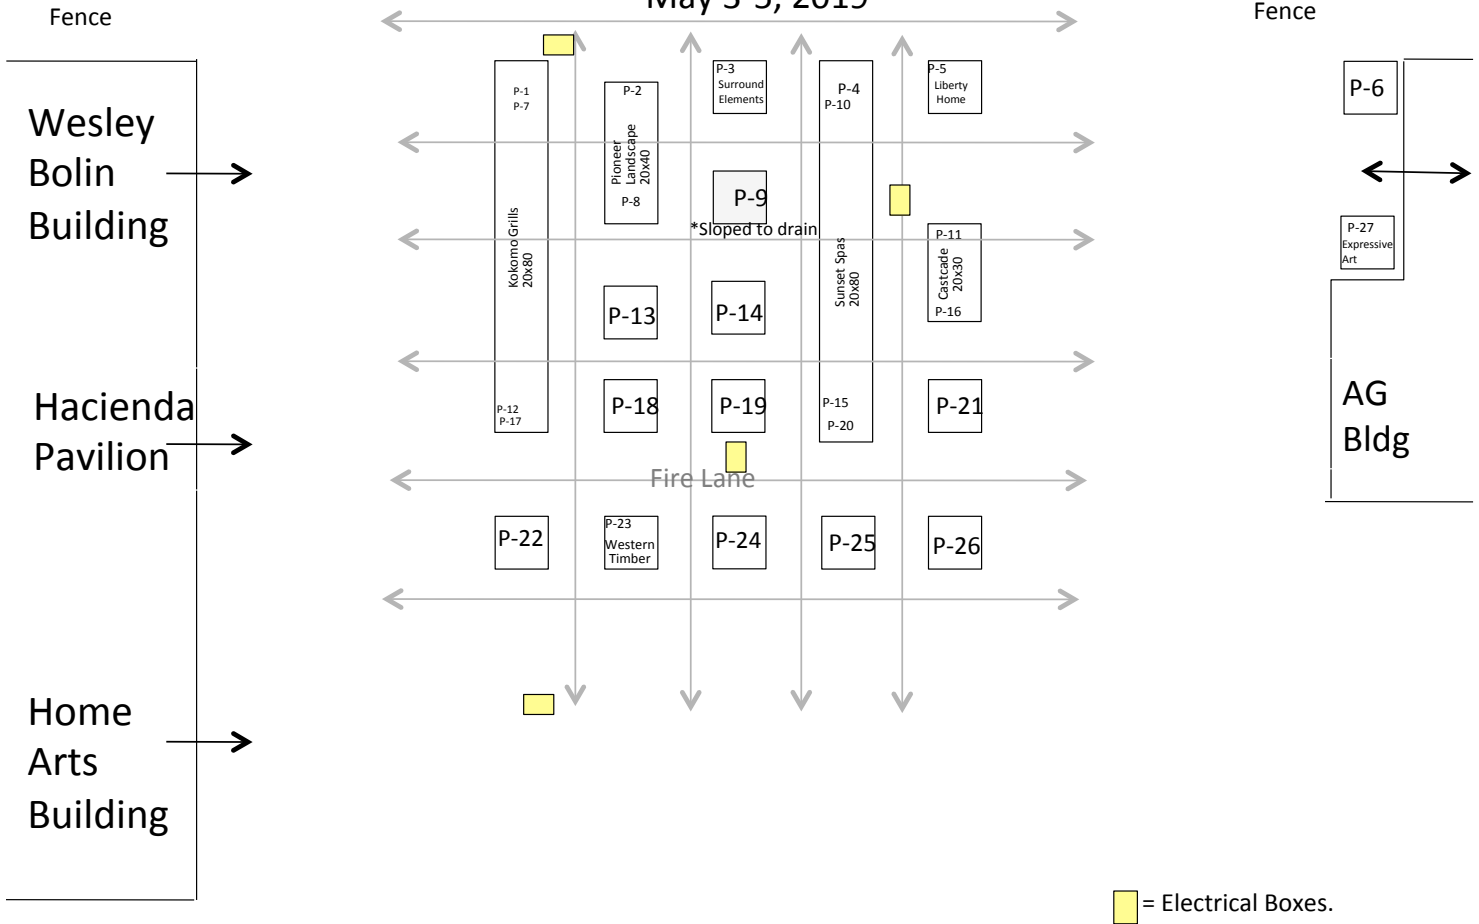 May 3-5, 2019
Fence
Fence
P-1
P-7
Kokomo Grills
20x80
P-12
P-17
P-2
Pioneer
Landscape
20x40
P-8
P-3
Surround
Elements
P-4
P-10
Sunset Spas
20x80
P-15
P-20
P-5
Liberty
Home
P-6
Wesley
Bolin
Building
P-9
*Sloped to drain
P-11
Castcade
20x30
P-16
P-27
Expressive
Art
P-13
P-14
Hacienda
Pavilion
P-18
P-19
P-21
AG
Bldg
Fire Lane
P-22
P-23
Western
Timber
P-24
P-25
P-26
Home
Arts
Building
= Electrical Boxes.